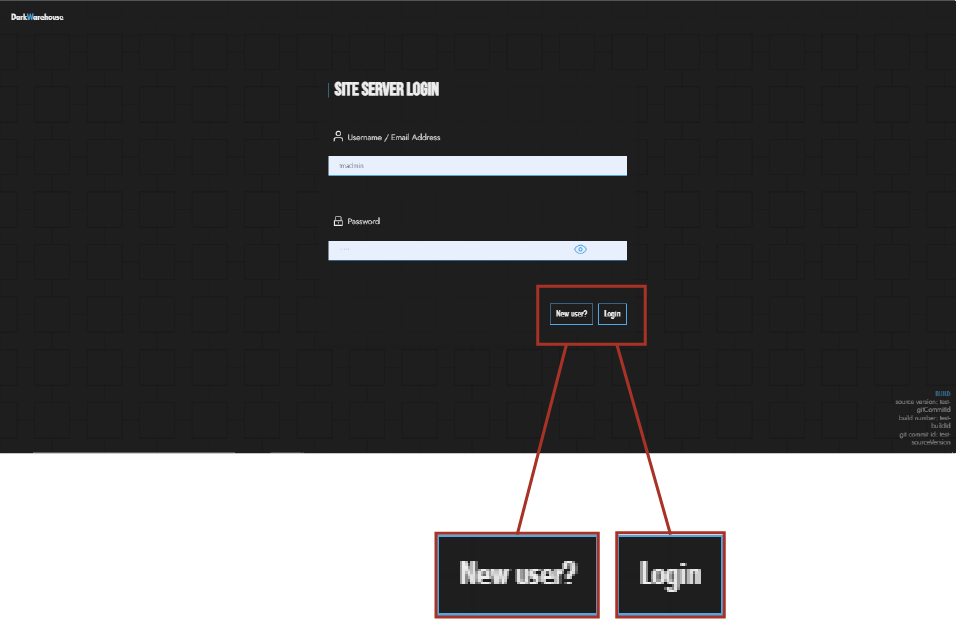 DarkWarehouse
SITE SERVER LOGIN
Username / Email Address
Password
New user? Login
BUILD
source version: test-
gitCommitId
build number: test-
buildId
git commit id: test-
sourceVersion
New user? Login